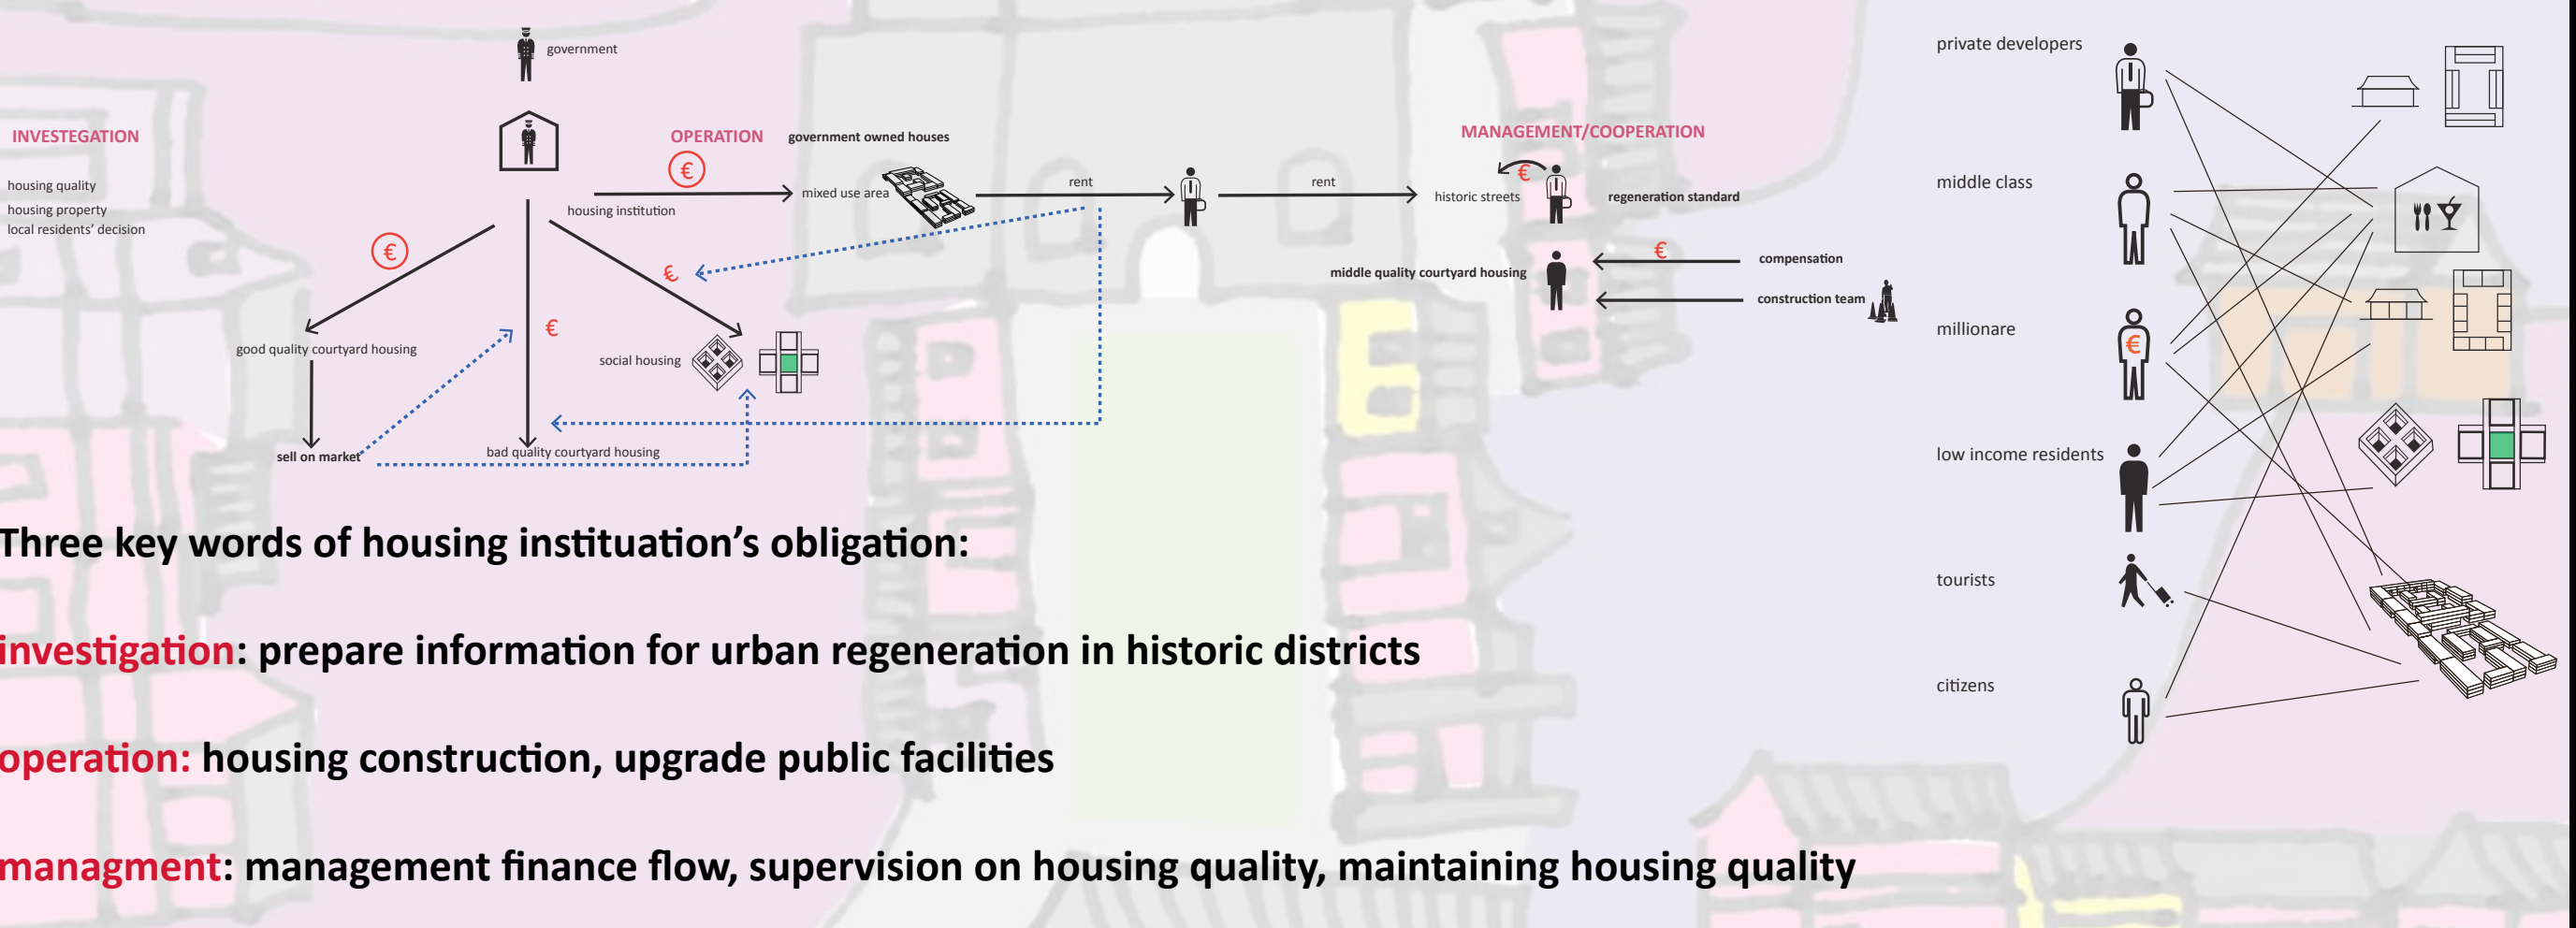 government
INVESTEGATION
housing quality
housing property
local residents' decision
OPERATION
€
government owned houses
mixed use area
housing institution
rent
rent
MANAGEMENT/COOPERATION
€
historic streets
regeneration standard
€
compensation
middle quality courtyard housing
construction team
€
€
€
good quality courtyard housing
social housing
sell on market
bad quality courtyard housing
private developers
middle class
millionare
€
low income residents
tourists
citizens
Three key words of housing instituation's obligation:
investigation: prepare information for urban regeneration in historic districts
operation: housing construction, upgrade public facilities
managment: management finance flow, supervision on housing quality, maintaining housing quality